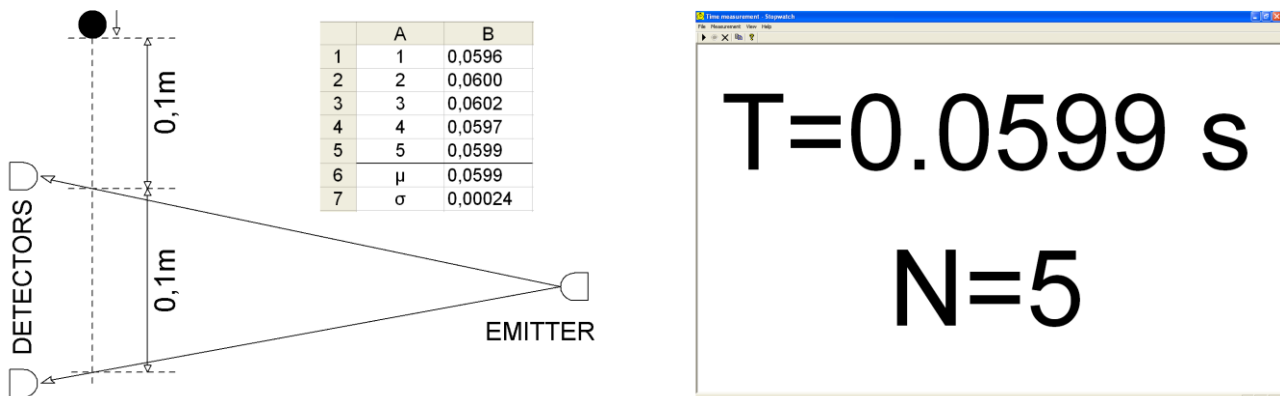 0,1m
0,1m
DETECTORS
EMITTER
A B
1 1 0,0596
2 2 0,0600
3 3 0,0602
4 4 0,0597
5 5 0,0599
6 μ 0,0599
7 σ 0,00024
Time measurement - Stopwatch
File Measurement View Help
T=0.0599 s
N=5